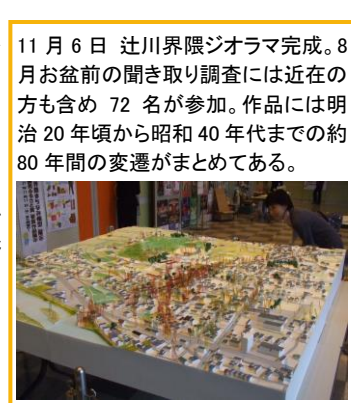 11 月 6 日 辻川界隈ジオラマ完成。8
月お盆前の聞き取り調査には近在の
方も含め 72 名が参加。作品には明
治 20 年頃から昭和 40 年代までの約
80 年間の変遷がまとめてある。